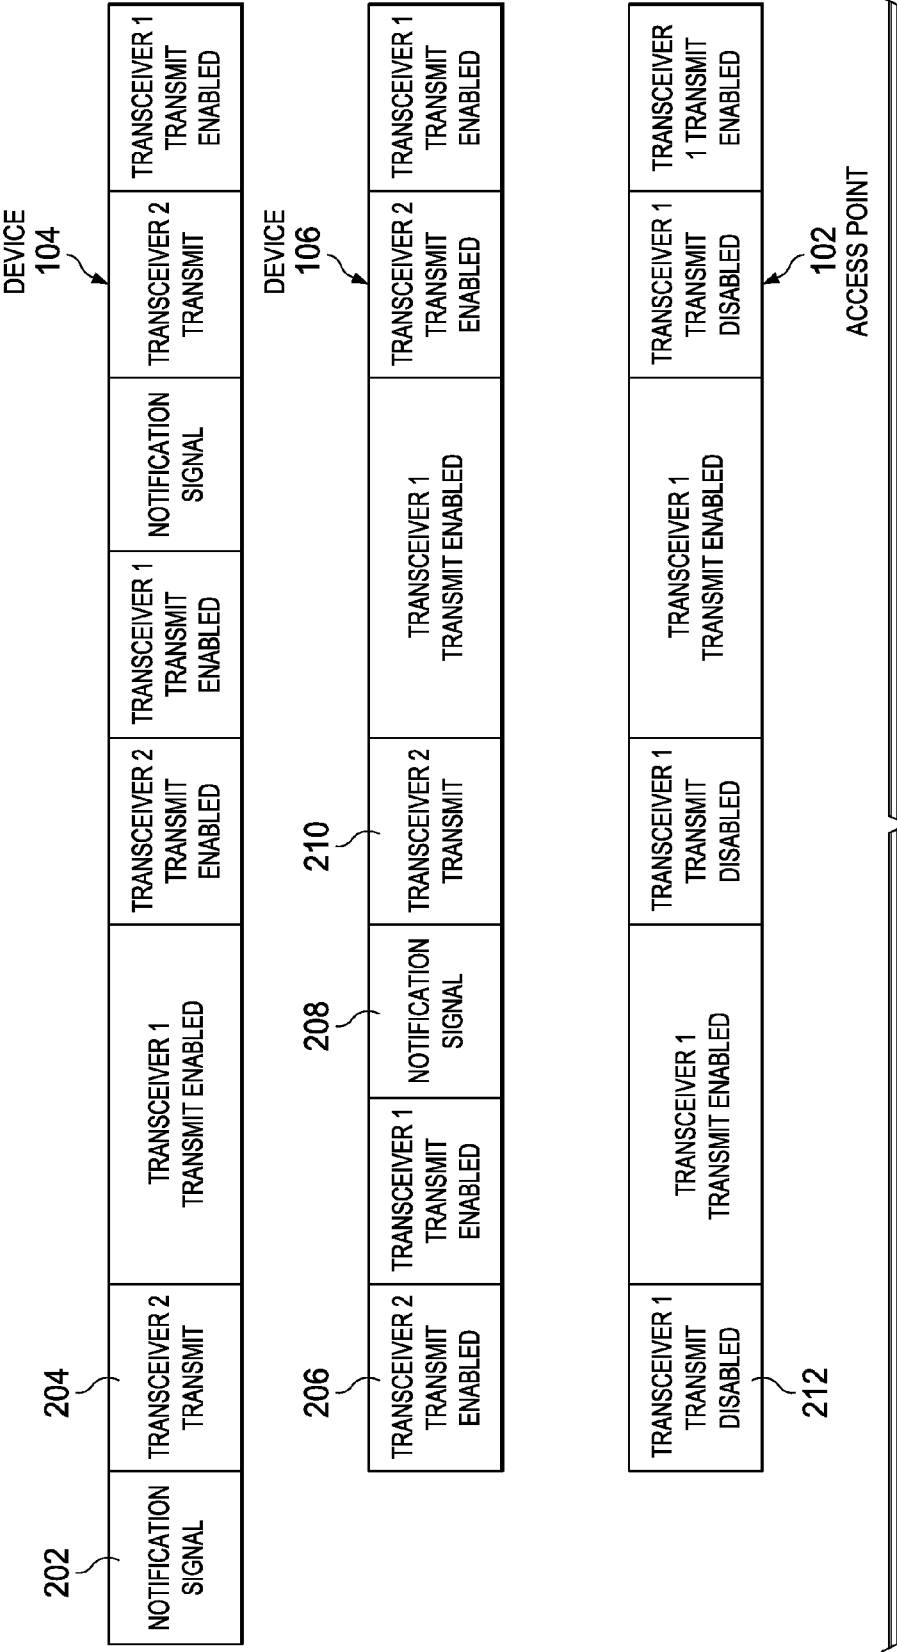 202
204
DEVICE
104
NOTIFICATION
SIGNAL
TRANSCEIVER 2
TRANSMIT
TRANSCEIVER 1
TRANSMIT ENABLED
TRANSCEIVER 2
TRANSMIT
ENABLED
TRANSCEIVER 1
TRANSMIT
ENABLED
NOTIFICATION
SIGNAL
TRANSCEIVER 2
TRANSMIT
TRANSCEIVER 1
TRANSMIT
ENABLED
206
208
210
DEVICE
106
TRANSCEIVER 2
TRANSMIT
ENABLED
TRANSCEIVER 1
TRANSMIT
ENABLED
NOTIFICATION
SIGNAL
TRANSCEIVER 2
TRANSMIT
TRANSCEIVER 1
TRANSMIT ENABLED
TRANSCEIVER 2
TRANSMIT
ENABLED
TRANSCEIVER 1
TRANSMIT
ENABLED
TRANSCEIVER 1
TRANSMIT
DISABLED
TRANSCEIVER 1
TRANSMIT ENABLED
TRANSCEIVER 1
TRANSMIT
DISABLED
TRANSCEIVER 1
TRANSMIT ENABLED
TRANSCEIVER 1
TRANSMIT
DISABLED
TRANSCEIVER
1 TRANSMIT
ENABLED
212
102
ACCESS POINT